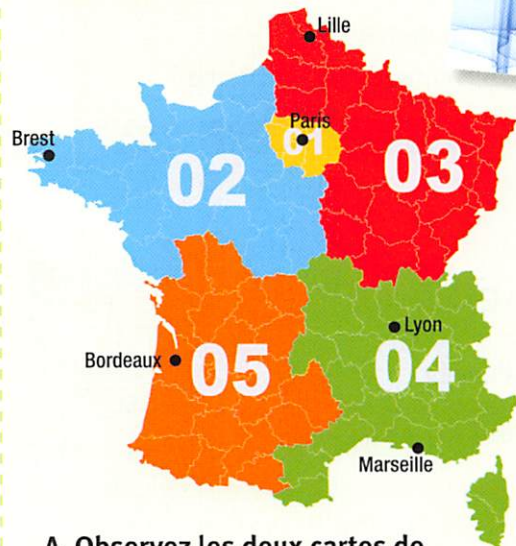 Lille
Paris
01
Brest
02
03
Lyon
Bordeaux
05
04
Marseille
A. Observez les deux cartes de